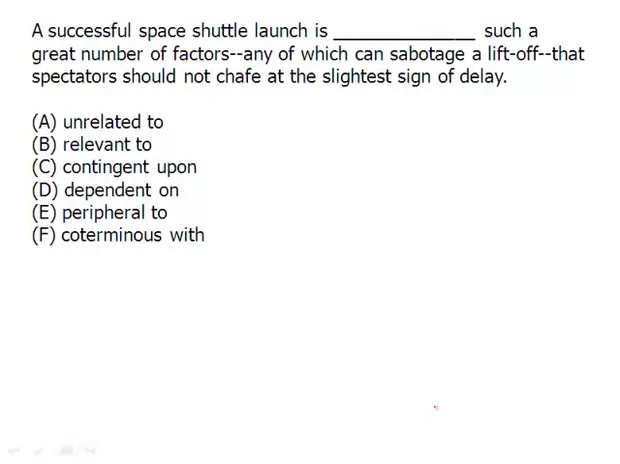 A successful space shuttle launch is _______________ such a
great number of factors--any of which can sabotage a lift-off--that
spectators should not chafe at the slightest sign of delay.
(A) unrelated to
(B) relevant to
(C) contingent upon
(D) dependent on
(E) peripheral to
(F) coterminous with